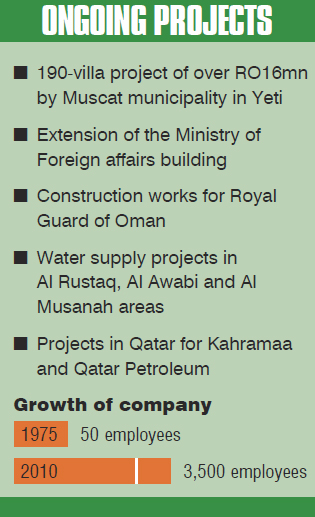 ONGOING PROJECTS
■ 190-villa project of over RO16mn
by Muscat municipality in Yeti
■ Extension of the Ministry of
Foreign affairs building
■ Construction works for Royal
Guard of Oman
■ Water supply projects in
Al Rustaq, Al Awabi and Al
Musanah areas
■ Projects in Qatar for Kahramaa
and Qatar Petroleum
Growth of company
1975 50 employees
2010 3,500 employees